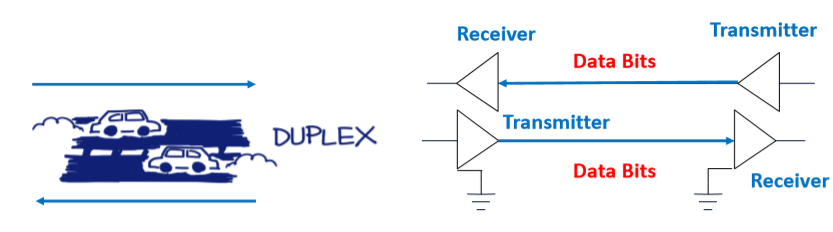 DUPLEX
Receiver
Transmitter
Data Bits
Transmitter
Data Bits
Receiver